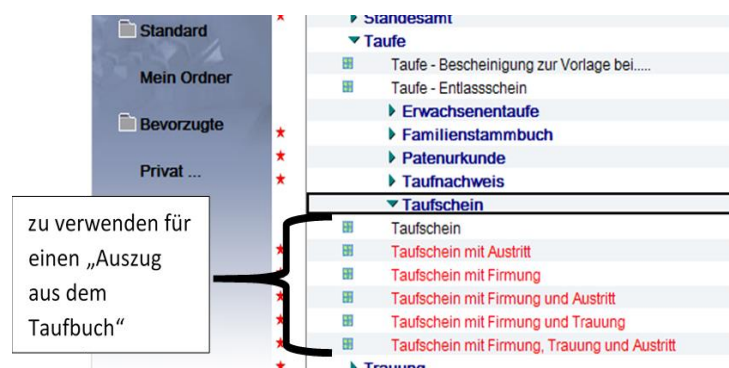 Standard
Mein Ordner
Bevorzugte
Privat ...
zu verwenden für
einen „Auszug
aus dem
Taufbuch“
Standesamt
Taufe
Taufe - Bescheinigung zur Vorlage bei.....
Taufe - Entlassschein
Erwachsenentaufe
Familienstammbuch
Patenurkunde
Taufnachweis
Taufschein
Taufschein
Taufschein mit Austritt
Taufschein mit Firmung
Taufschein mit Firmung und Austritt
Taufschein mit Firmung und Trauung
Taufschein mit Firmung, Trauung und Austritt
Trauung